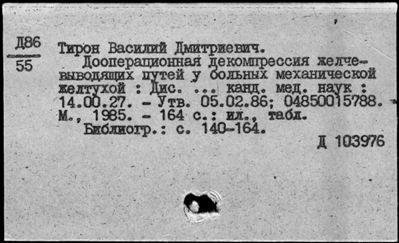 Д86
55
Тирон Василий Дмитриевич.
Дооперационная декомпрессия желче-
выводящих путей у больных механической
желтухой : Дис. ... канд. мед. наук :
14.00.27. - Утв. 05.02.86; 04850015788.
М., 1985. - 164 с.: ил., табл.
Библиогр.: с. 140-164.
Д 103976